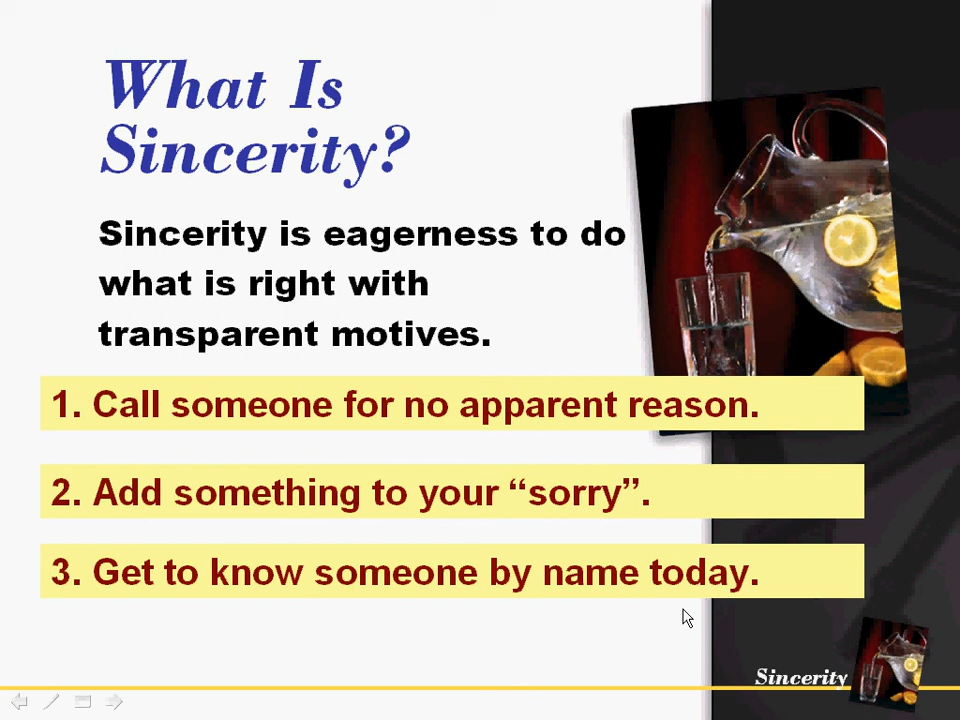 What Is
Sincerity?
Sincerity is eagerness to do
what is right with
transparent motives.
1. Call someone for no apparent reason.
2. Add something to your “sorry”.
3. Get to know someone by name today.
Sincerity